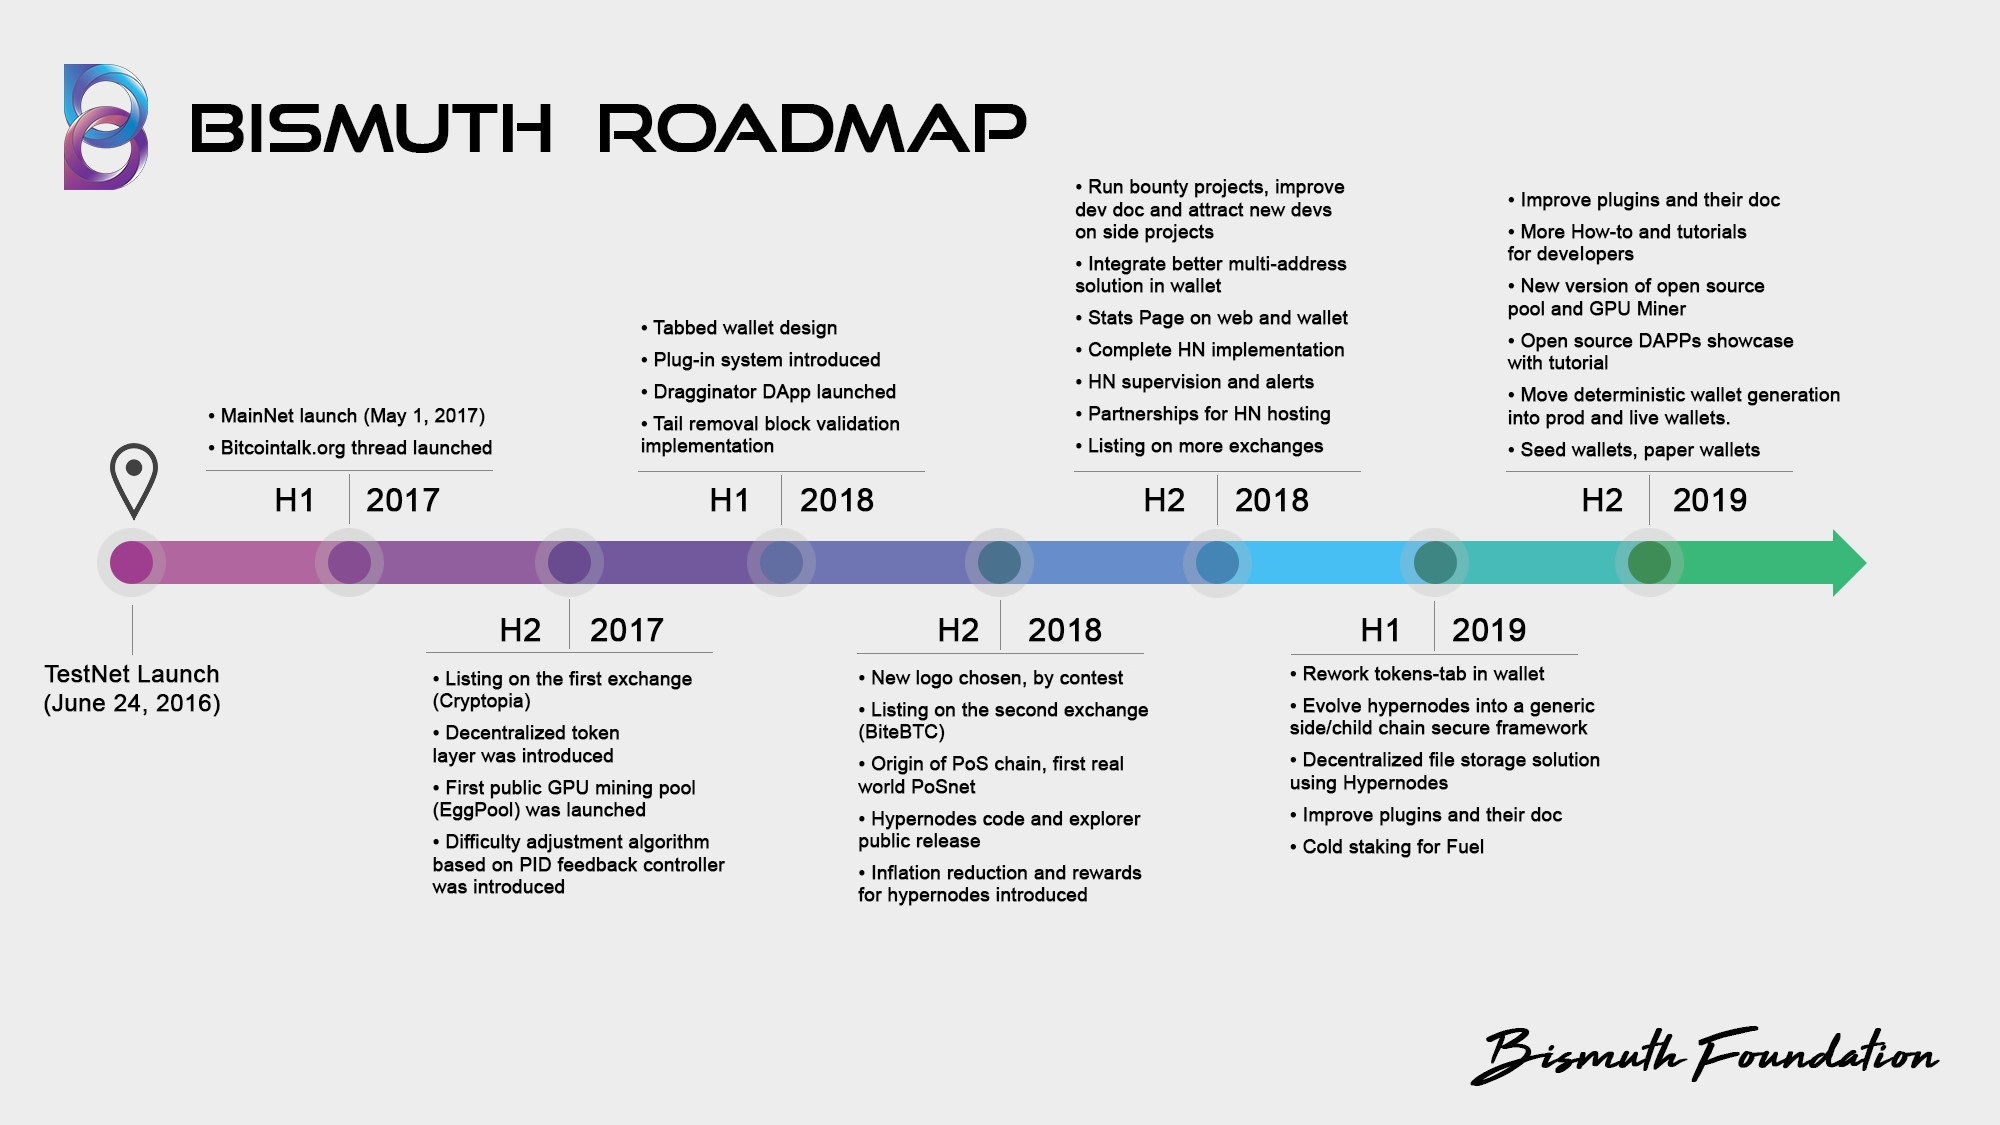 BISMUTH ROADMAP
• Run bounty projects, improve
dev doc and attract new devs
on side projects
• Integrate better multi-address
solution in wallet
• Stats Page on web and wallet
• Complete HN implementation
• HN supervision and alerts
• Partnerships for HN hosting
• Listing on more exchanges
H2 2018
• Improve plugins and their doc
• More How-to and tutorials
for developers
• New version of open source
pool and GPU Miner
• Open source DAPPs showcase
with tutorial
• Move deterministic wallet generation
into prod and live wallets.
• Seed wallets, paper wallets
H2 2019
• Tabbed wallet design
• Plug-in system introduced
• Dragginator DApp launched
• Tail removal block validation
implementation
H1 2018
• MainNet launch (May 1, 2017)
• Bitcointalk.org thread launched
H1 2017
TestNet Launch
(June 24, 2016)
H2 2017
• Listing on the first exchange
(Cryptopia)
• Decentralized token
layer was introduced
• First public GPU mining pool
(EggPool) was launched
• Difficulty adjustment algorithm
based on PID feedback controller
was introduced
H2 2018
• New logo chosen, by contest
• Listing on the second exchange
(BiteBTC)
• Origin of PoS chain, first real
world PoSnet
• Hypernodes code and explorer
public release
• Inflation reduction and rewards
for hypernodes introduced
H1 2019
• Rework tokens-tab in wallet
• Evolve hypernodes into a generic
side/child chain secure framework
• Decentralized file storage solution
using Hypernodes
• Improve plugins and their doc
• Cold staking for Fuel
Bismuth Foundation